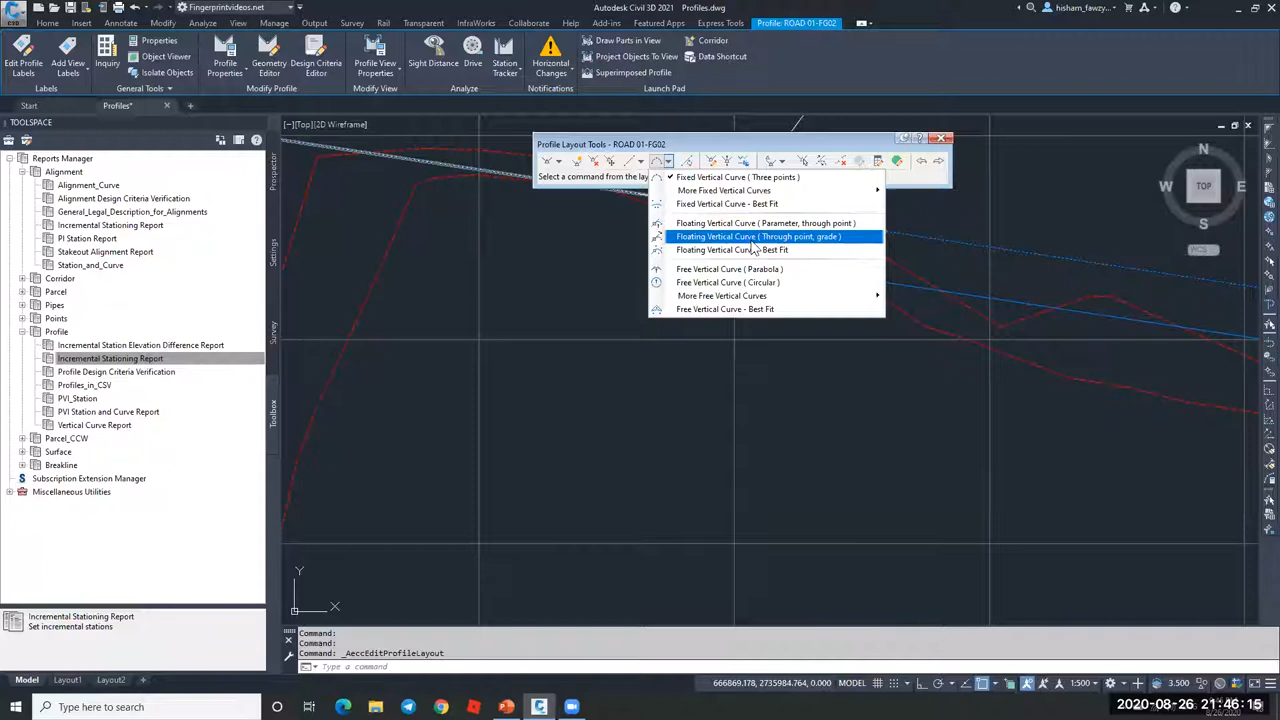 C3D
Fingerprintvideos.net
Autodesk Civil 3D 2021 Profiles.dwg
hisham_fawzy...
Home Insert Annotate Modify Analyze View Manage Output Survey Rail Transparent InfraWorks Collaborate Help Add-ins Featured Apps Express Tools Profile: ROAD 01-FG02
Edit Profile Labels
Add View Labels
Labels
Inquiry
Properties
Object Viewer
Isolate Objects
General Tools
Profile Properties
Geometry Editor
Design Criteria Editor
Modify Profile
Profile View Properties
Modify View
Sight Distance
Drive
Station Tracker
Analyze
Horizontal Changes
Notifications
Draw Parts in View
Project Objects To View
Superimposed Profile
Corridor
Data Shortcut
Launch Pad
Start
Profiles*
TOOLSPACE
Reports Manager
Alignment
Alignment_Curve
Alignment Design Criteria Verification
General_Legal_Description_for_Alignments
Incremental Stationing Report
PI Station Report
Stakeout Alignment Report
Station_and_Curve
Corridor
Parcel
Pipes
Points
Profile
Incremental Station Elevation Difference Report
Incremental Stationing Report
Profile Design Criteria Verification
Profiles_in_CSV
PVI_Station
PVI Station and Curve Report
Vertical Curve Report
Parcel_CCW
Surface
Breakline
Subscription Extension Manager
Miscellaneous Utilities
Prospector
Settings
Survey
Toolbox
Incremental Stationing Report
Set incremental stations
[−][Top][2D Wireframe]
Profile Layout Tools - ROAD 01-FG02
Select a command from the lay
Fixed Vertical Curve ( Three points )
More Fixed Vertical Curves
Fixed Vertical Curve - Best Fit
Floating Vertical Curve ( Parameter, through point )
Floating Vertical Curve ( Through point, grade )
Floating Vertical Curve - Best Fit
Free Vertical Curve ( Parabola )
Free Vertical Curve ( Circular )
More Free Vertical Curves
Free Vertical Curve - Best Fit
N
W TOP E
S
WCS
Y
X
Command:
Command:
Command: _AeccEditProfileLayout
Type a command
Model Layout1 Layout2
666869.178, 2735984.764, 0.000 MODEL
1:500
3.500
Type here to search
2020-08-26 21:46:15